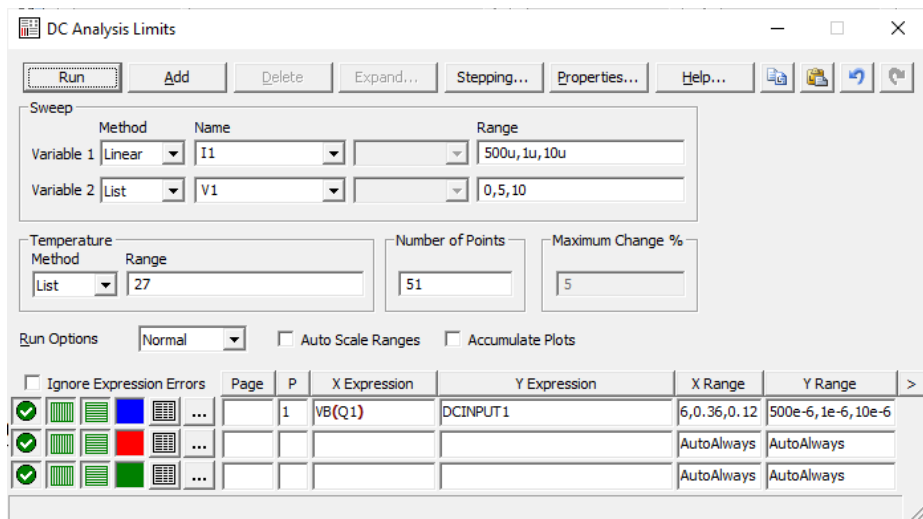 DC Analysis Limits
Run Add Delete Expand... Stepping... Properties... Help...
Sweep
Method Name Range
Variable 1 Linear I1 500u,1u,10u
Variable 2 List V1 0,5,10
Temperature Number of Points Maximum Change %
Method Range
List 27 51 5
Run Options Normal Auto Scale Ranges Accumulate Plots
Ignore Expression Errors Page P X Expression Y Expression X Range Y Range >
... 1 VB(Q1) DCINPUT1 6,0.36,0.12 500e-6,1e-6,10e-6
... AutoAlways AutoAlways
... AutoAlways AutoAlways